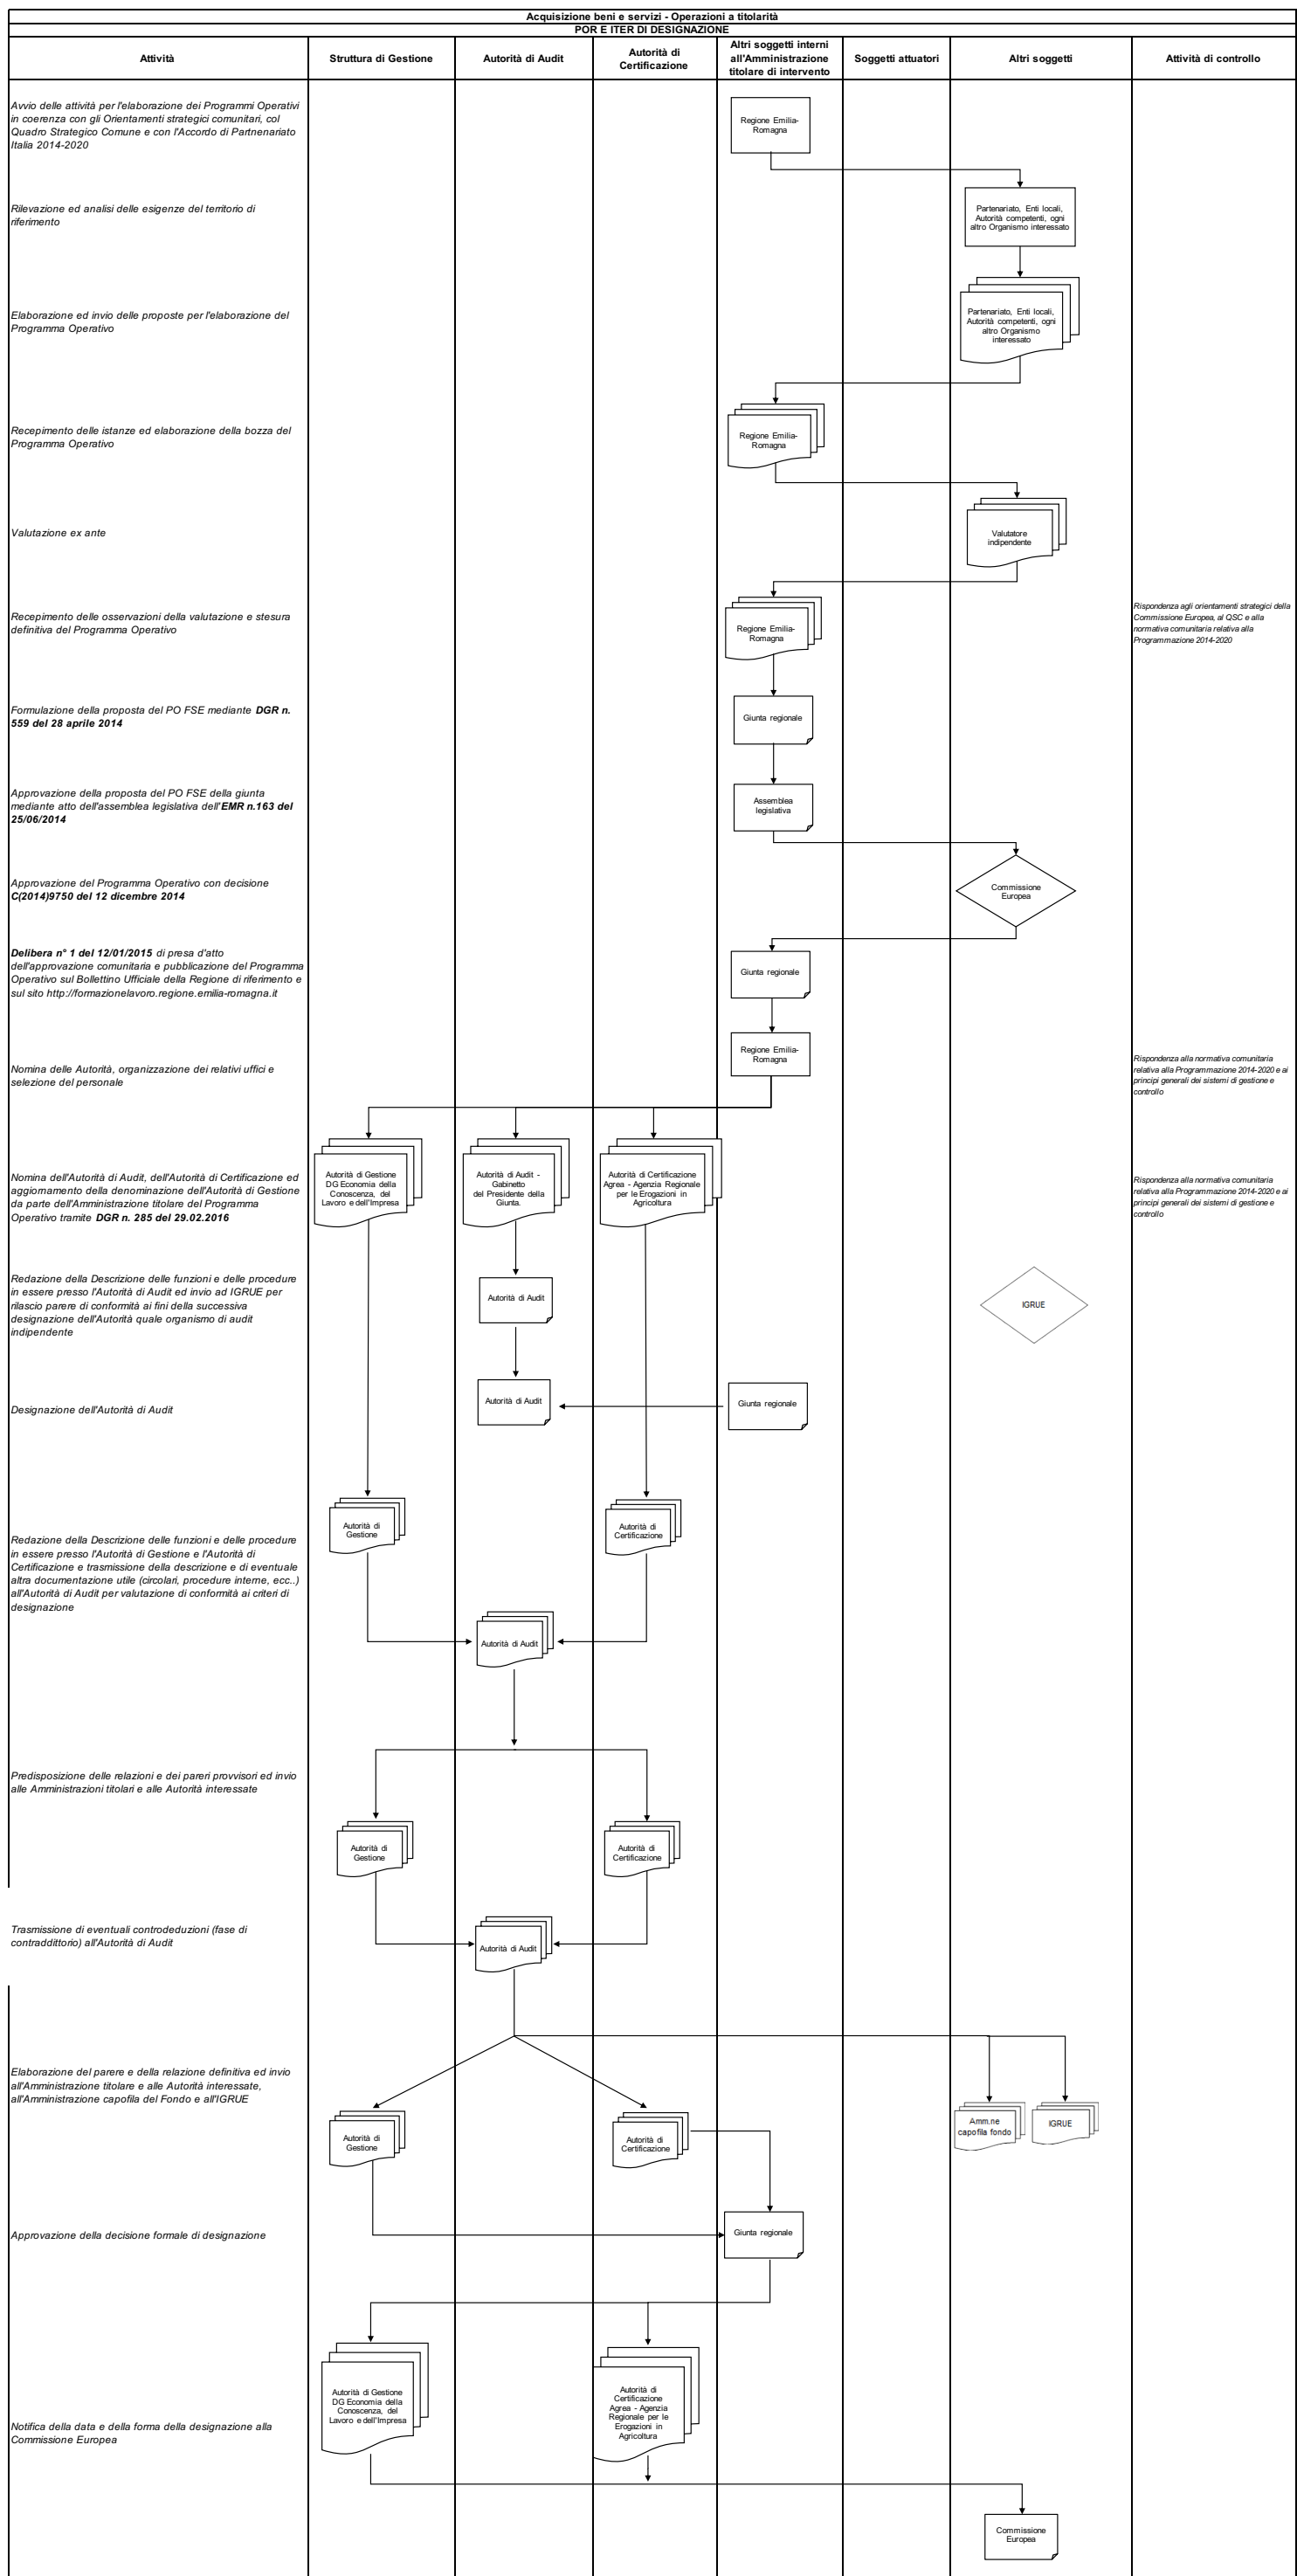 Acquisizione beni e servizi - Operazioni a titolarità
POR E ITER DI DESIGNAZIONE
Attività
Struttura di Gestione
Autorità di Audit
Autorità di
Certificazione
Altri soggetti interni
all'Amministrazione
titolare di intervento
Soggetti attuatori
Altri soggetti
Attività di controllo
Avvio delle attività per l'elaborazione dei Programmi Operativi
in coerenza con gli Orientamenti strategici comunitari, col
Quadro Strategico Comune e con l'Accordo di Partnenariato
Italia 2014-2020
Regione Emilia-
Romagna
Rilevazione ed analisi delle esigenze del territorio di
riferimento
Partenariato, Enti locali,
Autorità competenti, ogni
altro Organismo interessato
Elaborazione ed invio delle proposte per l'elaborazione del
Programma Operativo
Partenariato, Enti locali,
Autorità competenti, ogni
altro Organismo
interessato
Recepimento delle istanze ed elaborazione della bozza del
Programma Operativo
Regione Emilia-
Romagna
Valutazione ex ante
Valutatore
indipendente
Recepimento delle osservazioni della valutazione e stesura
definitiva del Programma Operativo
Regione Emilia-
Romagna
Rispondenza agli orientamenti strategici della
Commissione Europea, al QSC e alla
normativa comunitaria relativa alla
Programmazione 2014-2020
Formulazione della proposta del PO FSE mediante DGR n.
559 del 28 aprile 2014
Giunta regionale
Approvazione della proposta del PO FSE della giunta
mediante atto dell'assemblea legislativa dell'EMR n.163 del
25/06/2014
Assemblea
legislativa
Approvazione del Programma Operativo con decisione
C(2014)9750 del 12 dicembre 2014
Commissione
Europea
Delibera n° 1 del 12/01/2015 di presa d'atto
dell'approvazione comunitaria e pubblicazione del Programma
Operativo sul Bollettino Ufficiale della Regione di riferimento e
sul sito http://formazionelavoro.regione.emilia-romagna.it
Giunta regionale
Nomina delle Autorità, organizzazione dei relativi uffici e
selezione del personale
Regione Emilia-
Romagna
Rispondenza alla normativa comunitaria
relativa alla Programmazione 2014-2020 e ai
principi generali dei sistemi di gestione e
controllo
Nomina dell'Autorità di Audit, dell'Autorità di Certificazione ed
aggiornamento della denominazione dell'Autorità di Gestione
da parte dell'Amministrazione titolare del Programma
Operativo tramite DGR n. 285 del 29.02.2016
Autorità di Gestione
DG Economia della
Conoscenza, del
Lavoro e dell'Impresa
Autorità di Audit -
Gabinetto
del Presidente della
Giunta.
Autorità di Certificazione
Agrea - Agenzia Regionale
per le Erogazioni in
Agricoltura
Rispondenza alla normativa comunitaria
relativa alla Programmazione 2014-2020 e ai
principi generali dei sistemi di gestione e
controllo
Redazione della Descrizione delle funzioni e delle procedure
in essere presso l'Autorità di Audit ed invio ad IGRUE per
rilascio parere di conformità ai fini della successiva
designazione dell'Autorità quale organismo di audit
indipendente
Autorità di Audit
IGRUE
Designazione dell'Autorità di Audit
Autorità di Audit
Giunta regionale
Redazione della Descrizione delle funzioni e delle procedure
in essere presso l'Autorità di Gestione e l'Autorità di
Certificazione e trasmissione della descrizione e di eventuale
altra documentazione utile (circolari, procedure interne, ecc..)
all'Autorità di Audit per valutazione di conformità ai criteri di
designazione
Autorità di
Gestione
Autorità di
Certificazione
Autorità di Audit
Predisposizione delle relazioni e dei pareri provvisori ed invio
alle Amministrazioni titolari e alle Autorità interessate
Autorità di
Gestione
Autorità di
Certificazione
Trasmissione di eventuali controdeduzioni (fase di
contraddittorio) all'Autorità di Audit
Autorità di Audit
Elaborazione del parere e della relazione definitiva ed invio
all'Amministrazione titolare e alle Autorità interessate,
all'Amministrazione capofila del Fondo e all'IGRUE
Autorità di
Gestione
Autorità di
Certificazione
Amm.ne
capofila fondo
IGRUE
Approvazione della decisione formale di designazione
Giunta regionale
Notifica della data e della forma della designazione alla
Commissione Europea
Autorità di Gestione
DG Economia della
Conoscenza, del
Lavoro e dell'Impresa
Autorità di
Certificazione
Agrea - Agenzia
Regionale per le
Erogazioni in
Agricoltura
Commissione
Europea